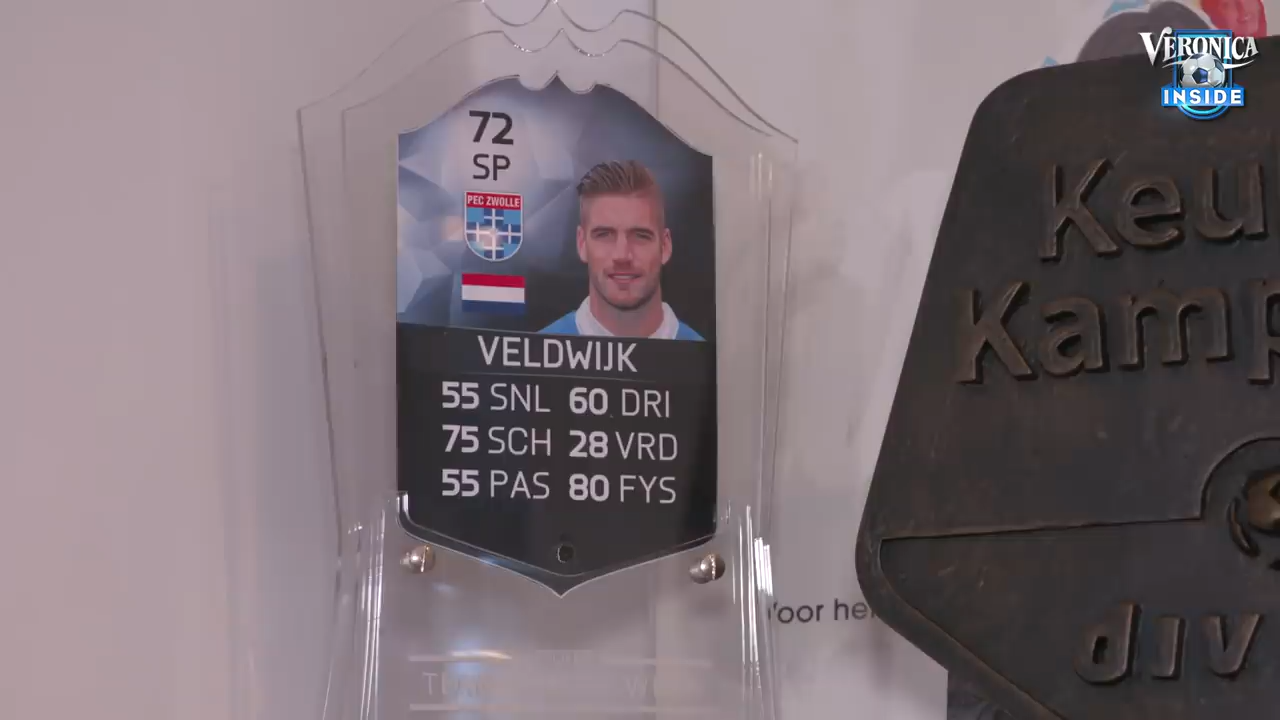 VERONICA
INSIDE
72
SP
PEC ZWOLLE
VELDWIJK
55 SNL 60 DRI
75 SCH 28 VRD
55 PAS 80 FYS
Keu
Kamp
div
Voor he